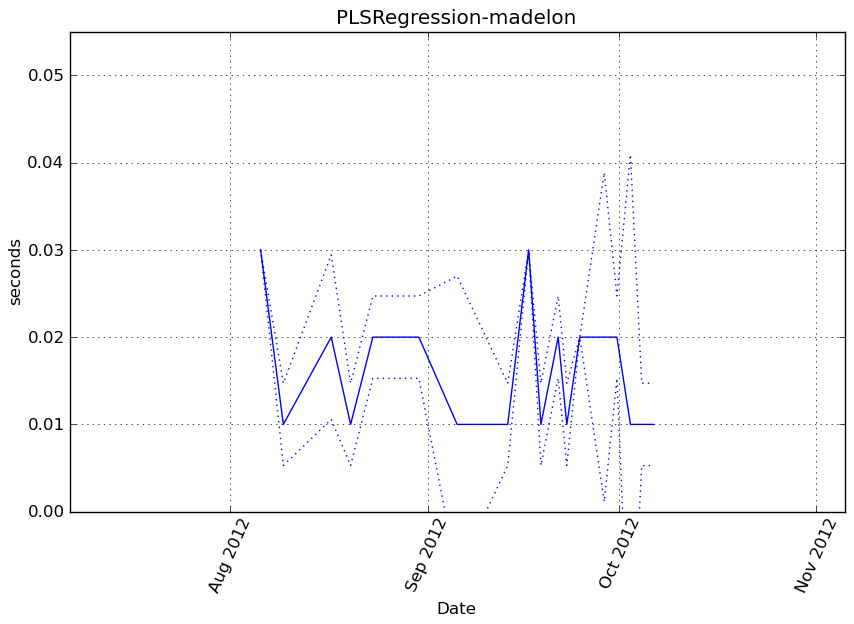 PLSRegression-madelon
0.05
0.04
0.03
0.02
0.01
0.00
seconds
Aug 2012
Sep 2012
Oct 2012
Nov 2012
Date